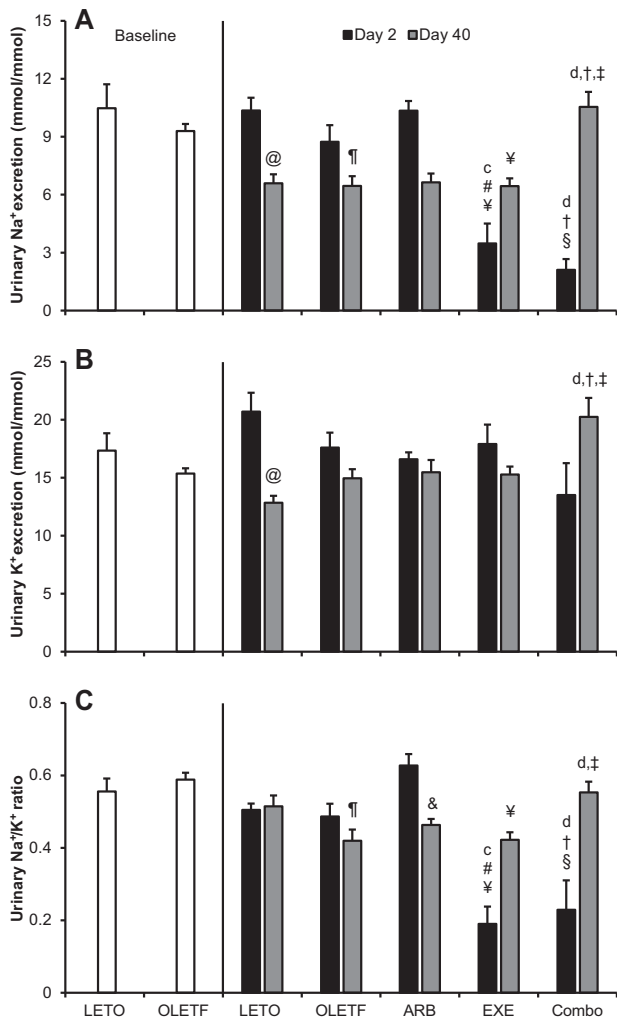 A
Baseline
Day 2 Day 40
Urinary Na⁺ excretion (mmol/mmol)
15
12
9
6
3
0
@
¶
c
#
¥
¥
d
†
§
d,†,‡
B
Urinary K⁺ excretion (mmol/mmol)
25
20
15
10
5
0
@
d,†,‡
C
Urinary Na⁺/K⁺ ratio
0.8
0.6
0.4
0.2
0
¶
&
c
#
¥
¥
d
†
§
d,‡
LETO OLETF LETO OLETF ARB EXE Combo